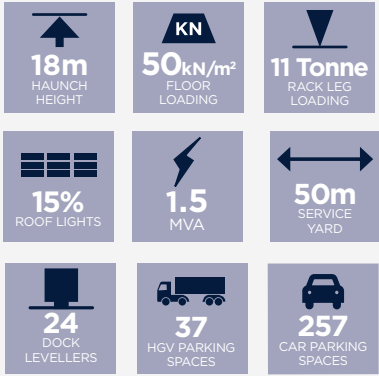 18m
HAUNCH
HEIGHT
KN
50kN/m²
FLOOR
LOADING
11 Tonne
RACK LEG
LOADING
15%
ROOF LIGHTS
1.5
MVA
50m
SERVICE
YARD
24
DOCK
LEVELLERS
37
HGV PARKING
SPACES
257
CAR PARKING
SPACES